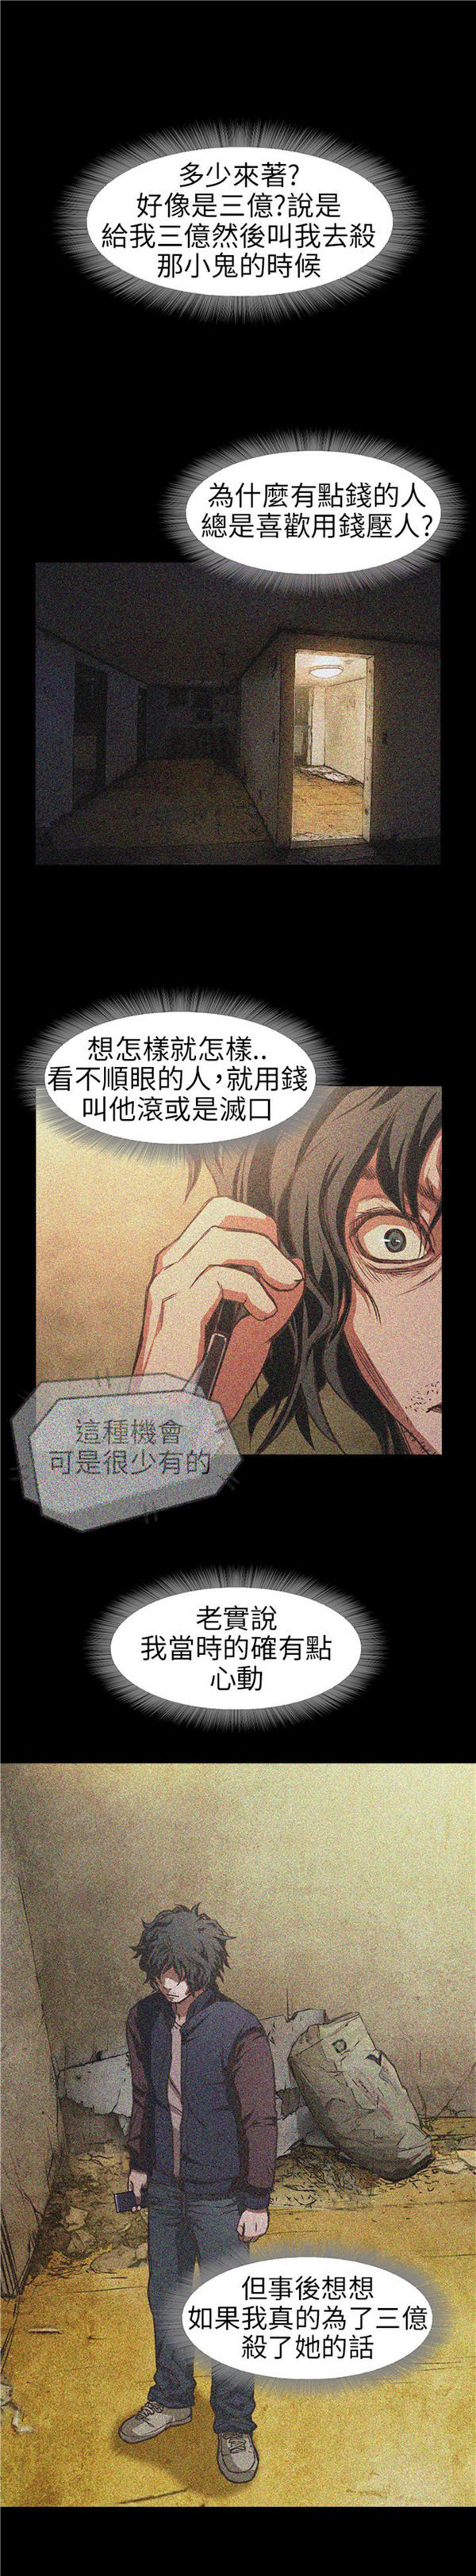 多少來著?
好像是三億?說是
給我三億然後叫我去殺
那小鬼的時候
為什麼有點錢的人
總是喜歡用錢壓人?
想怎樣就怎樣..
看不順眼的人,就用錢
叫他滾或是滅口
這種機會
可是很少有的
老實說
我當時的確有點
心動
但事後想想
如果我真的為了三億
殺了她的話